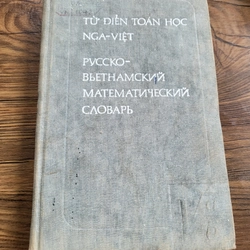 TỪ ĐIỂN TOÁN HỌC
NGA-VIỆT
РУССКО-
ВЬЕТНАМСКИЙ
МАТЕМАТИЧЕСКИЙ
СЛОВАРЬ